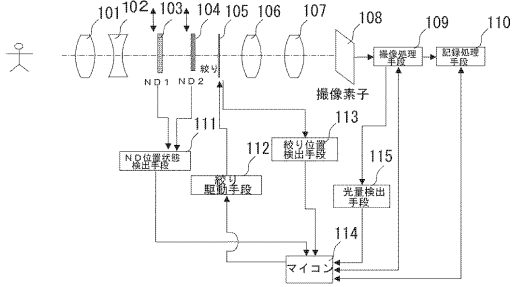 101
102
103
104
105
106
107
108
109
110
ND1
ND2
絞り
撮像素子
撮像処理
手段
記録処理
手段
111
ND位置状態
検出手段
112
絞り
駆動手段
113
絞り位置
検出手段
115
光量検出
手段
114
マイコン